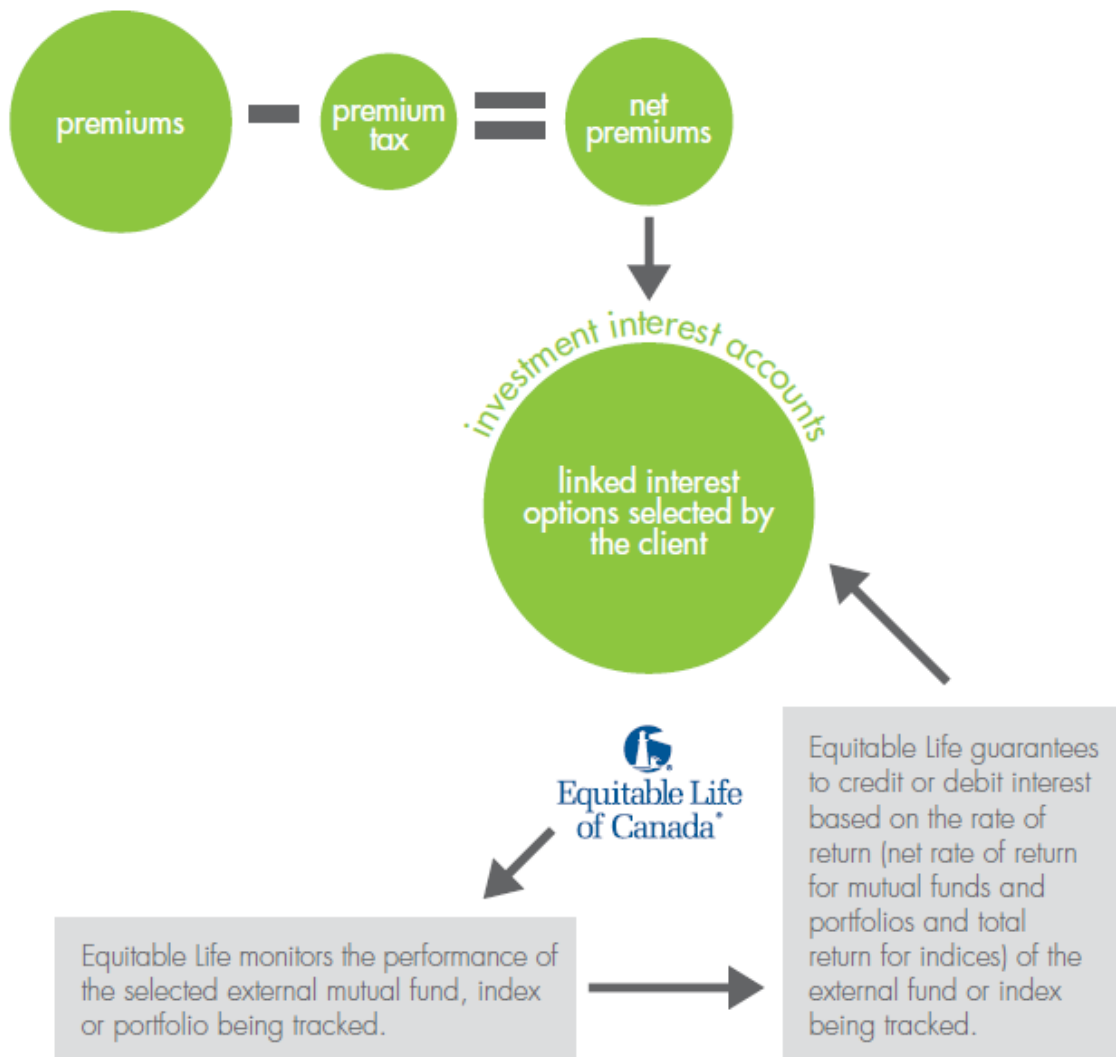 premiums
premium
tax
net
premiums
investment interest accounts
linked interest
options selected by
the client
Equitable Life
of Canada®
Equitable Life monitors the performance of
the selected external mutual fund, index
or portfolio being tracked.
Equitable Life guarantees
to credit or debit interest
based on the rate of
return (net rate of return
for mutual funds and
portfolios and total
return for indices) of the
external fund or index
being tracked.